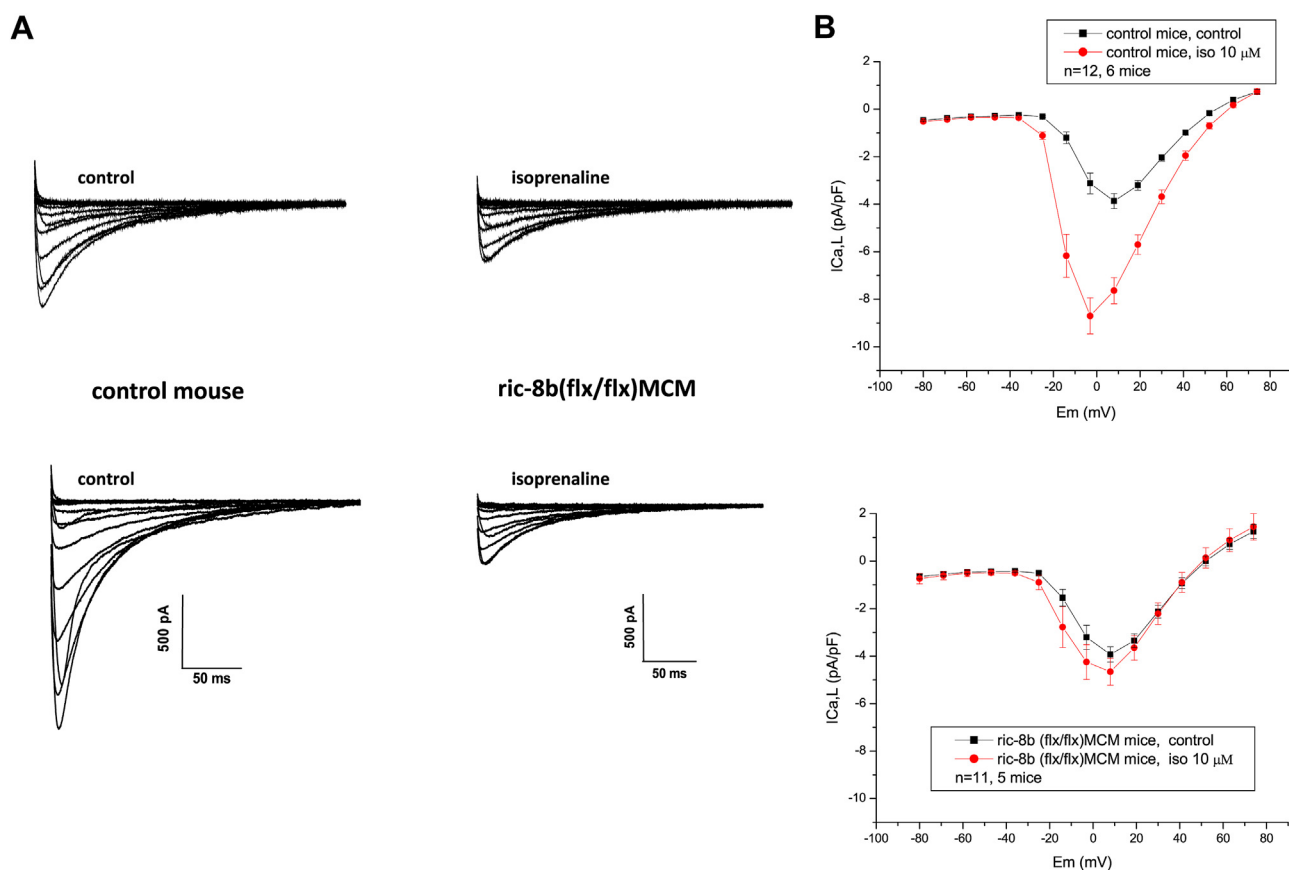 A
control
isoprenaline
control mouse
ric-8b(flx/flx)MCM
control
isoprenaline
500 pA
50 ms
500 pA
50 ms
B
control mice, control
control mice, iso 10 μM
n=12, 6 mice
2
0
-2
-4
-6
-8
-10
ICa,L (pA/pF)
-100 -80 -60 -40 -20 0 20 40 60 80
Em (mV)
2
0
-2
-4
-6
-8
-10
ICa,L (pA/pF)
ric-8b (flx/flx)MCM mice, control
ric-8b (flx/flx)MCM mice, iso 10 μM
n=11, 5 mice
-100 -80 -60 -40 -20 0 20 40 60 80
Em (mV)